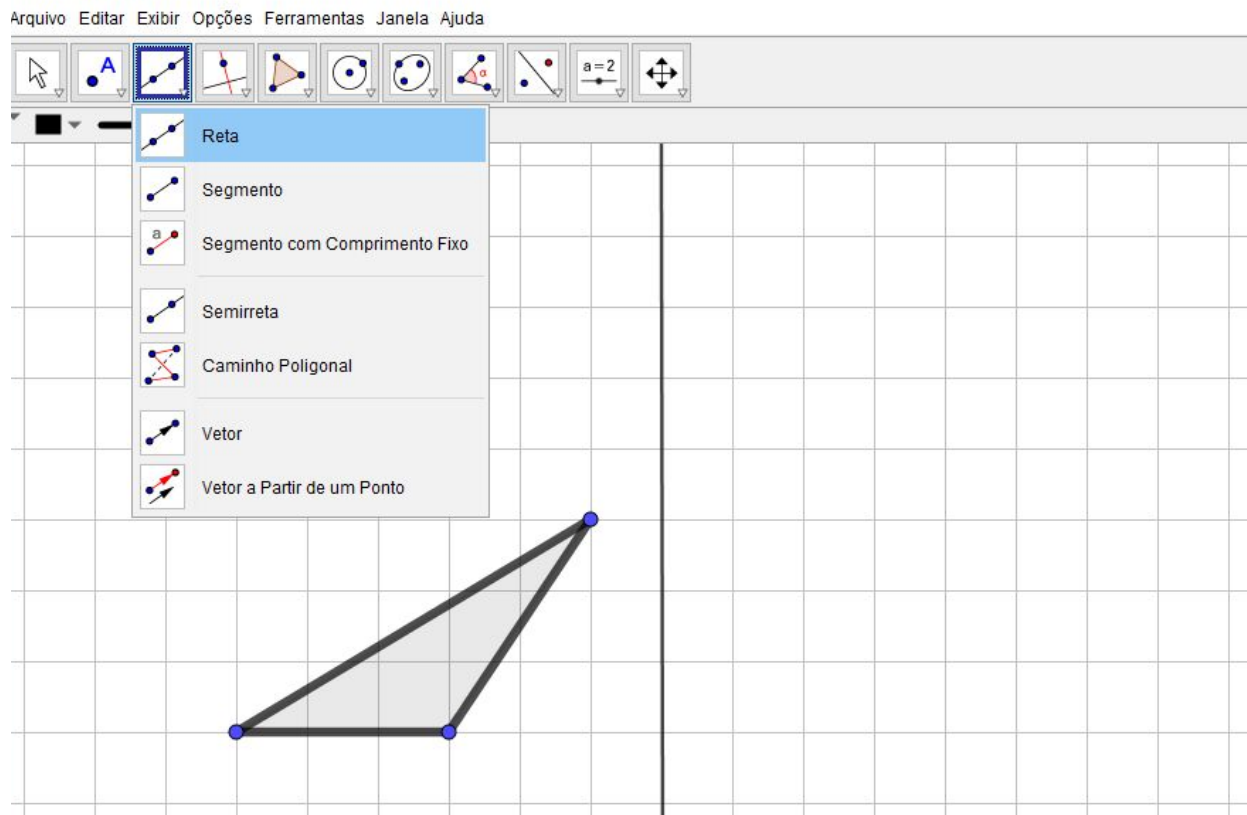 Arquivo Editar Exibir Opções Ferramentas Janela Ajuda
A
α
a=2
Reta
Segmento
a
Segmento com Comprimento Fixo
Semirreta
Caminho Poligonal
Vetor
Vetor a Partir de um Ponto